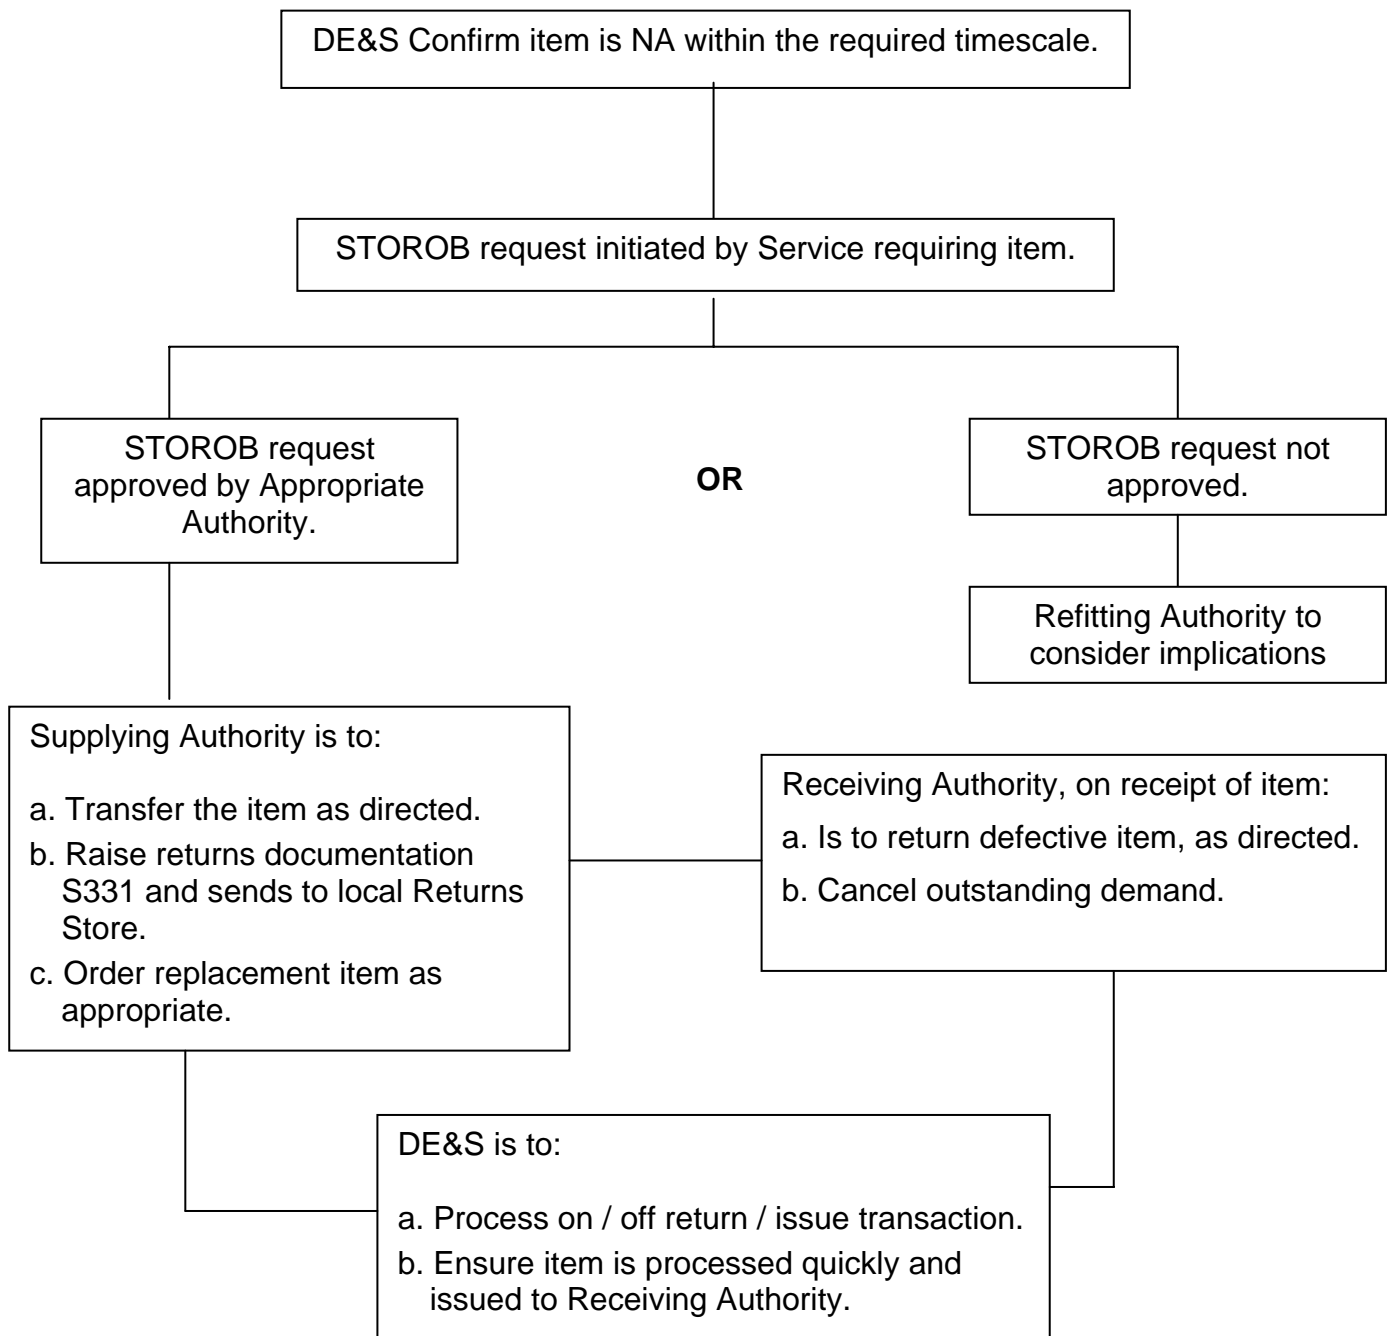 DE&S Confirm item is NA within the required timescale.
STOROB request initiated by Service requiring item.
STOROB request
approved by Appropriate
Authority.
OR
STOROB request not
approved.
Refitting Authority to
consider implications
Supplying Authority is to:
a. Transfer the item as directed.
b. Raise returns documentation
S331 and sends to local Returns
Store.
c. Order replacement item as
appropriate.
Receiving Authority, on receipt of item:
a. Is to return defective item, as directed.
b. Cancel outstanding demand.
DE&S is to:
a. Process on / off return / issue transaction.
b. Ensure item is processed quickly and
issued to Receiving Authority.